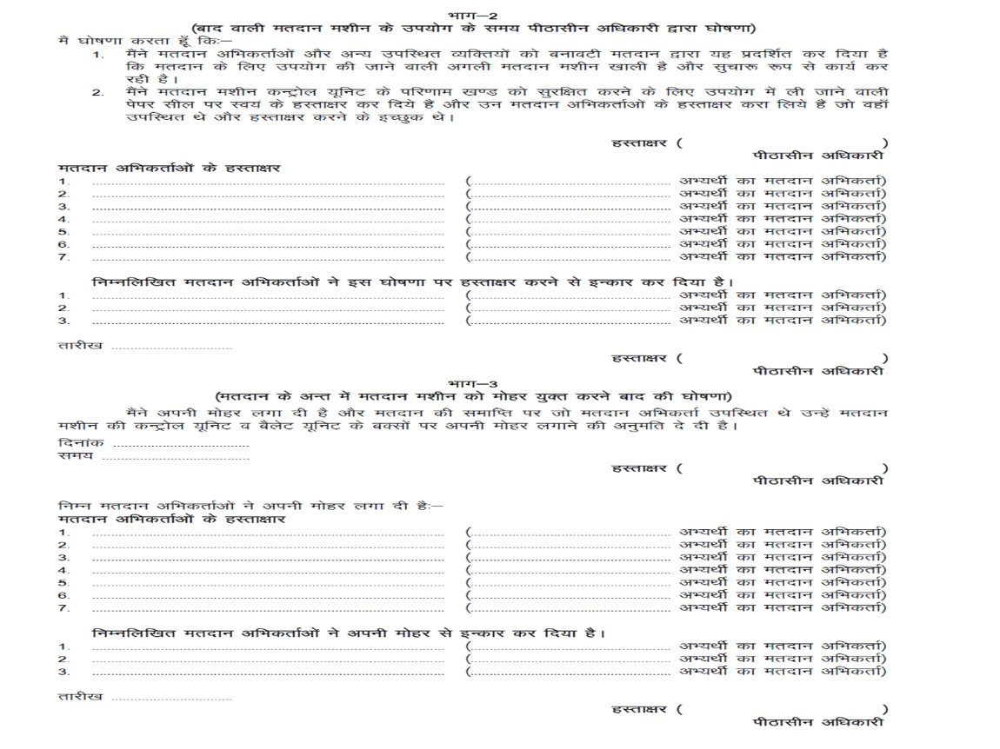 भाग–2
(बाद वाली मतदान मशीन के उपयोग के समय पीठासीन अधिकारी द्वारा घोषणा)
मैं घोषणा करता हूँ कि:–
1. मैंने मतदान अभिकर्ताओं और अन्य उपस्थित व्यक्तियों को बनावटी मतदान द्वारा यह प्रदर्शित कर दिया है
कि मतदान के लिए उपयोग की जाने वाली अगली मतदान मशीन खाली है और सुचारू रूप से कार्य कर
रही है।
2. मैंने मतदान मशीन कन्ट्रोल यूनिट के परिणाम खण्ड को सुरक्षित करने के लिए उपयोग में ली जाने वाली
पेपर सील पर स्वयं के हस्ताक्षर कर दिये हैं और उन मतदान अभिकर्ताओं के हस्ताक्षर करा लिये हैं जो वहाँ
उपस्थित थे और हस्ताक्षर करने के इच्छुक थे।
हस्ताक्षर ( )
पीठासीन अधिकारी
मतदान अभिकर्ताओं के हस्ताक्षर
1. .................... (.................... अभ्यर्थी का मतदान अभिकर्ता)
2. .................... (.................... अभ्यर्थी का मतदान अभिकर्ता)
3. .................... (.................... अभ्यर्थी का मतदान अभिकर्ता)
4. .................... (.................... अभ्यर्थी का मतदान अभिकर्ता)
5. .................... (.................... अभ्यर्थी का मतदान अभिकर्ता)
6. .................... (.................... अभ्यर्थी का मतदान अभिकर्ता)
7. .................... (.................... अभ्यर्थी का मतदान अभिकर्ता)
निम्नलिखित मतदान अभिकर्ताओं ने इस घोषणा पर हस्ताक्षर करने से इन्कार कर दिया है।
1. .................... (.................... अभ्यर्थी का मतदान अभिकर्ता)
2. .................... (.................... अभ्यर्थी का मतदान अभिकर्ता)
3. .................... (.................... अभ्यर्थी का मतदान अभिकर्ता)
तारीख ....................
हस्ताक्षर ( )
पीठासीन अधिकारी
भाग–3
(मतदान के अन्त में मतदान मशीन को मोहर युक्त करने बाद की घोषणा)
मैंने अपनी मोहर लगा दी है और मतदान की समाप्ति पर जो मतदान अभिकर्ता उपस्थित थे उन्हें मतदान
मशीन की कन्ट्रोल यूनिट व बैलेट यूनिट के बक्सों पर अपनी मोहर लगाने की अनुमति दे दी है।
दिनांक ....................
समय ....................
हस्ताक्षर ( )
पीठासीन अधिकारी
निम्न मतदान अभिकर्ताओ ने अपनी मोहर लगा दी है:–
मतदान अभिकर्ताओं के हस्ताक्षार
1. .................... (.................... अभ्यर्थी का मतदान अभिकर्ता)
2. .................... (.................... अभ्यर्थी का मतदान अभिकर्ता)
3. .................... (.................... अभ्यर्थी का मतदान अभिकर्ता)
4. .................... (.................... अभ्यर्थी का मतदान अभिकर्ता)
5. .................... (.................... अभ्यर्थी का मतदान अभिकर्ता)
6. .................... (.................... अभ्यर्थी का मतदान अभिकर्ता)
7. .................... (.................... अभ्यर्थी का मतदान अभिकर्ता)
निम्नलिखित मतदान अभिकर्ताओं ने अपनी मोहर से इन्कार कर दिया है।
1. .................... (.................... अभ्यर्थी का मतदान अभिकर्ता)
2. .................... (.................... अभ्यर्थी का मतदान अभिकर्ता)
3. .................... (.................... अभ्यर्थी का मतदान अभिकर्ता)
तारीख ....................
हस्ताक्षर ( )
पीठासीन अधिकारी